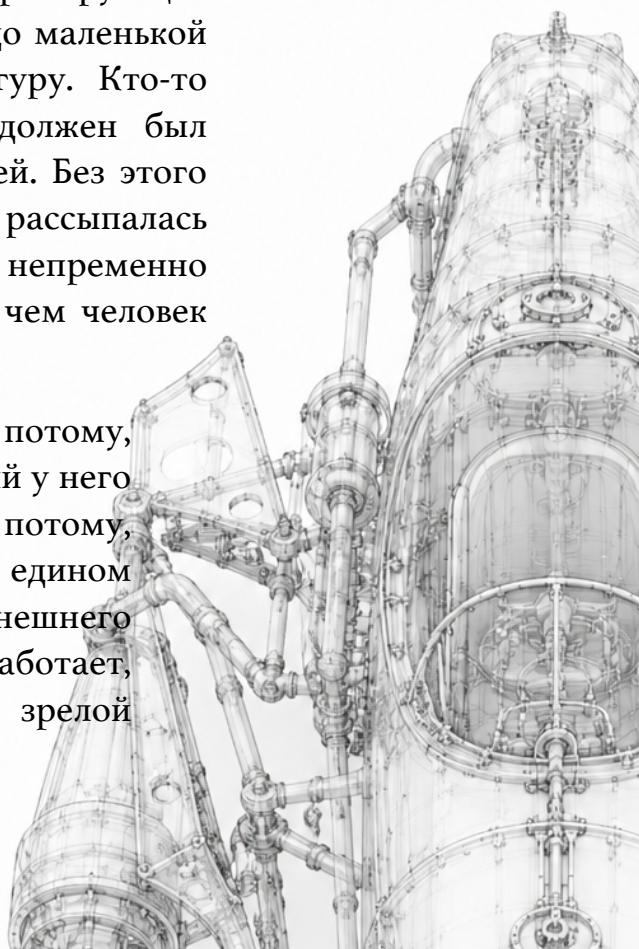 до маленькой
гуру. Кто-то
должен был
ей. Без этого
рассыпалась
непременно
чем человек
потому,
й у него
потому,
едином
нешнего
аботает,
зрелой